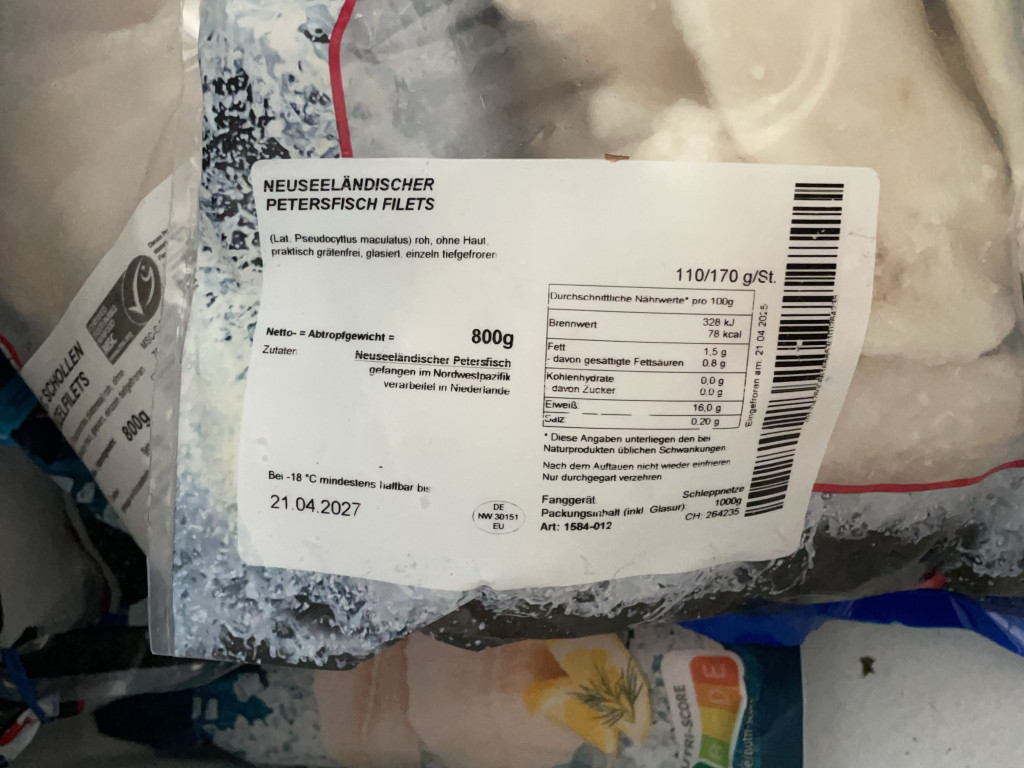 NEUSEELÄNDISCHER
PETERSFISCH FILETS
(Lat. Pseudocyttus maculatus) roh, ohne Haut,
praktisch grätenfrei, glasiert, einzeln tiefgefroren
110/170 g/St.
Durchschnittliche Nährwerte* pro 100g
Brennwert 328 kJ
78 kcal
Fett 1,5 g
- davon gesättigte Fettsäuren 0,8 g
Kohlenhydrate 0,0 g
- davon Zucker 0,0 g
Eiweiß 16,0 g
Salz 0,20 g
Eingefroren am: 21 04 2025
Netto- = Abtropfgewicht = 800g
Zutaten
Neuseeländischer Petersfisch
gefangen im Nordwestpazifik
verarbeitet in Niederlande
* Diese Angaben unterliegen den bei
Naturprodukten üblichen Schwankungen
Nach dem Auftauen nicht wieder einfrieren
Nur durchgegart verzehren
Bei -18 °C mindestens haltbar bis
21.04.2027
DE
NW 30151
EU
Fanggerät Schleppnetze
Packungsinhalt (inkl Glasur): 1000g
Art: 1584-012 CH: 264235
SCHOLLEN
FILETS
800g
UTRI-SCORE
D E